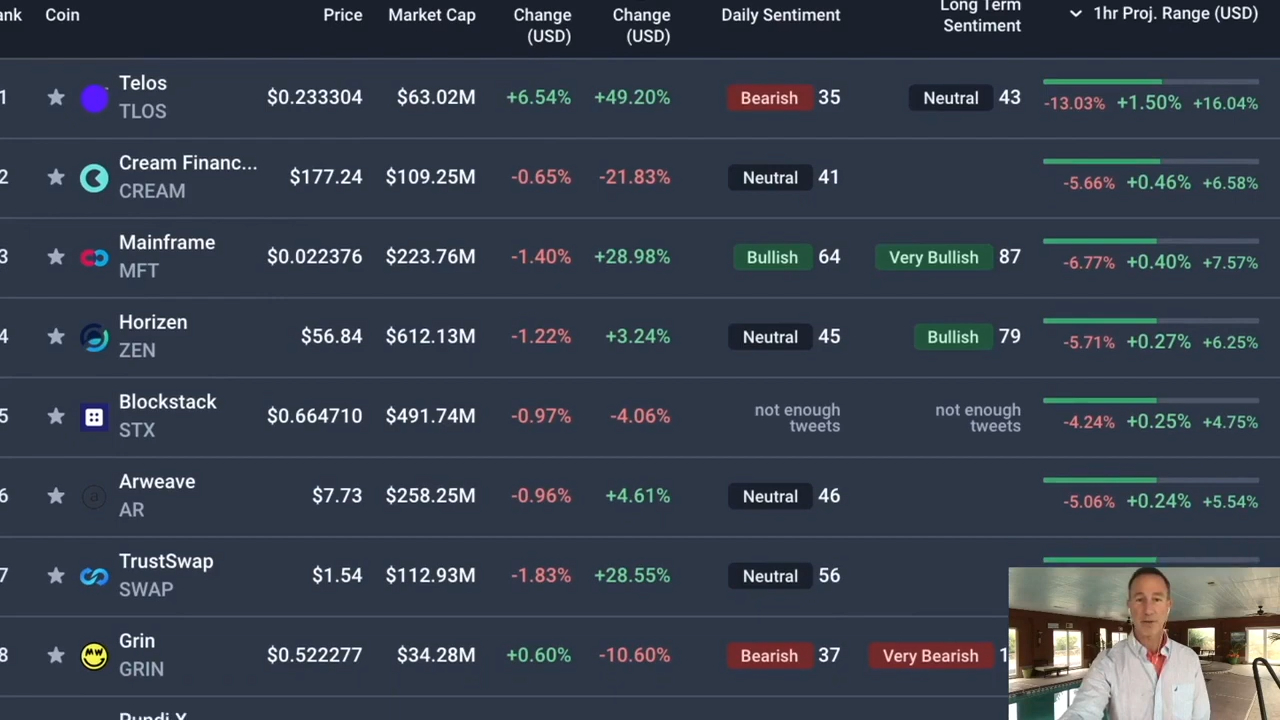 ank Coin Price Market Cap Change (USD) Change (USD) Daily Sentiment Long Term Sentiment 1hr Proj. Range (USD)
1 Telos TLOS $0.233304 $63.02M +6.54% +49.20% Bearish 35 Neutral 43 -13.03% +1.50% +16.04%
2 Cream Financ... CREAM $177.24 $109.25M -0.65% -21.83% Neutral 41 -5.66% +0.46% +6.58%
3 Mainframe MFT $0.022376 $223.76M -1.40% +28.98% Bullish 64 Very Bullish 87 -6.77% +0.40% +7.57%
4 Horizen ZEN $56.84 $612.13M -1.22% +3.24% Neutral 45 Bullish 79 -5.71% +0.27% +6.25%
5 Blockstack STX $0.664710 $491.74M -0.97% -4.06% not enough tweets not enough tweets -4.24% +0.25% +4.75%
6 Arweave AR $7.73 $258.25M -0.96% +4.61% Neutral 46 -5.06% +0.24% +5.54%
7 TrustSwap SWAP $1.54 $112.93M -1.83% +28.55% Neutral 56
8 Grin GRIN $0.522277 $34.28M +0.60% -10.60% Bearish 37 Very Bearish 1
Pundi X